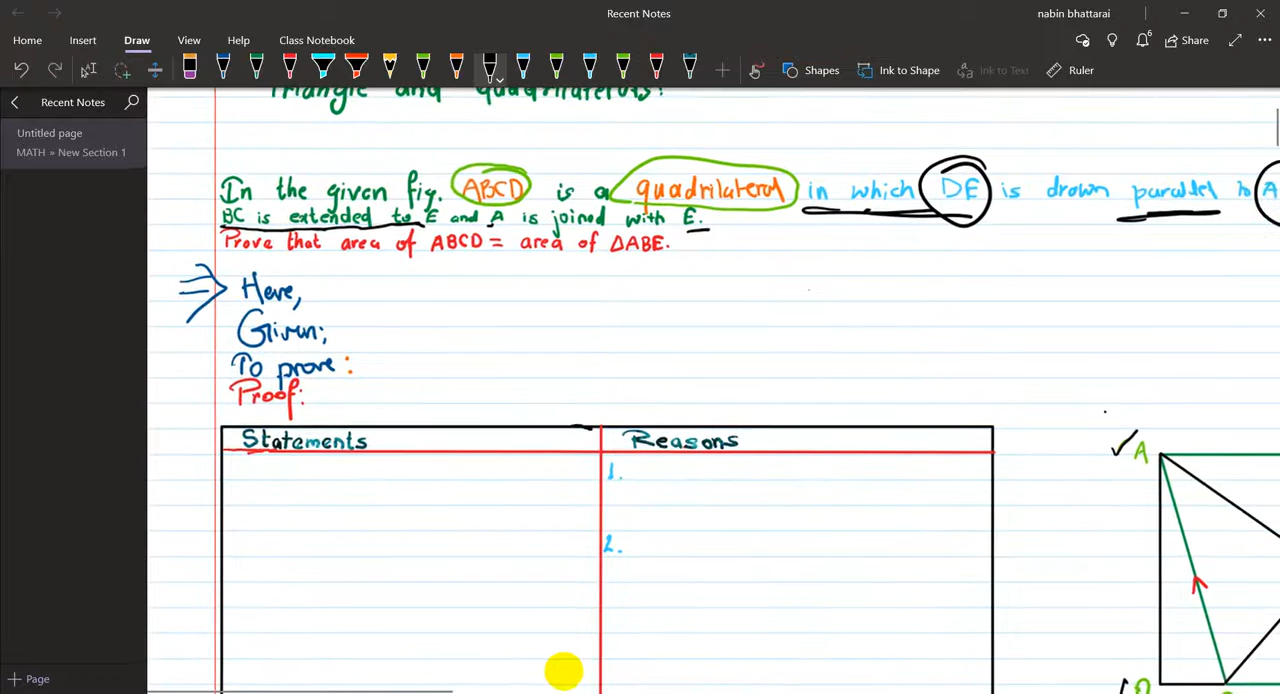 Recent Notes
nabin bhattarai
Home Insert Draw View Help Class Notebook
Share
Shapes Ink to Shape Ink to Text Ruler
Recent Notes
Untitled page
MATH » New Section 1
Triangle and quadrilaterals:
In the given fig. ABCD is a quadrilateral in which DE is drawn parallel to A
BC is extended to E and A is joined with E.
Prove that area of ABCD = area of ΔABE.
Here,
Given;
To prove:
Proof:
Statements Reasons
1.
2.
A
Page